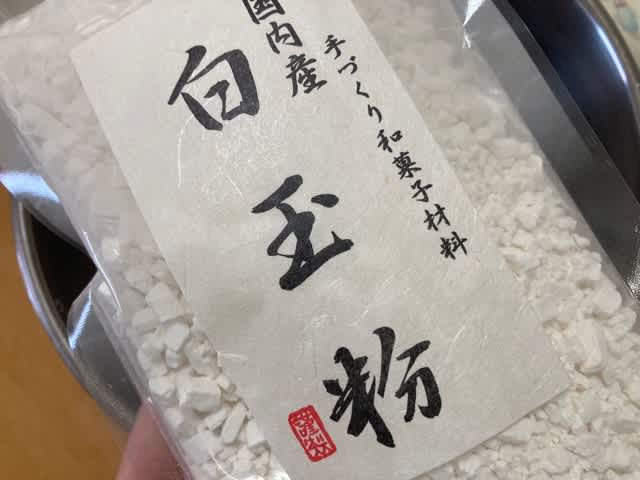 手づくり和菓子材料
国内産
白玉粉